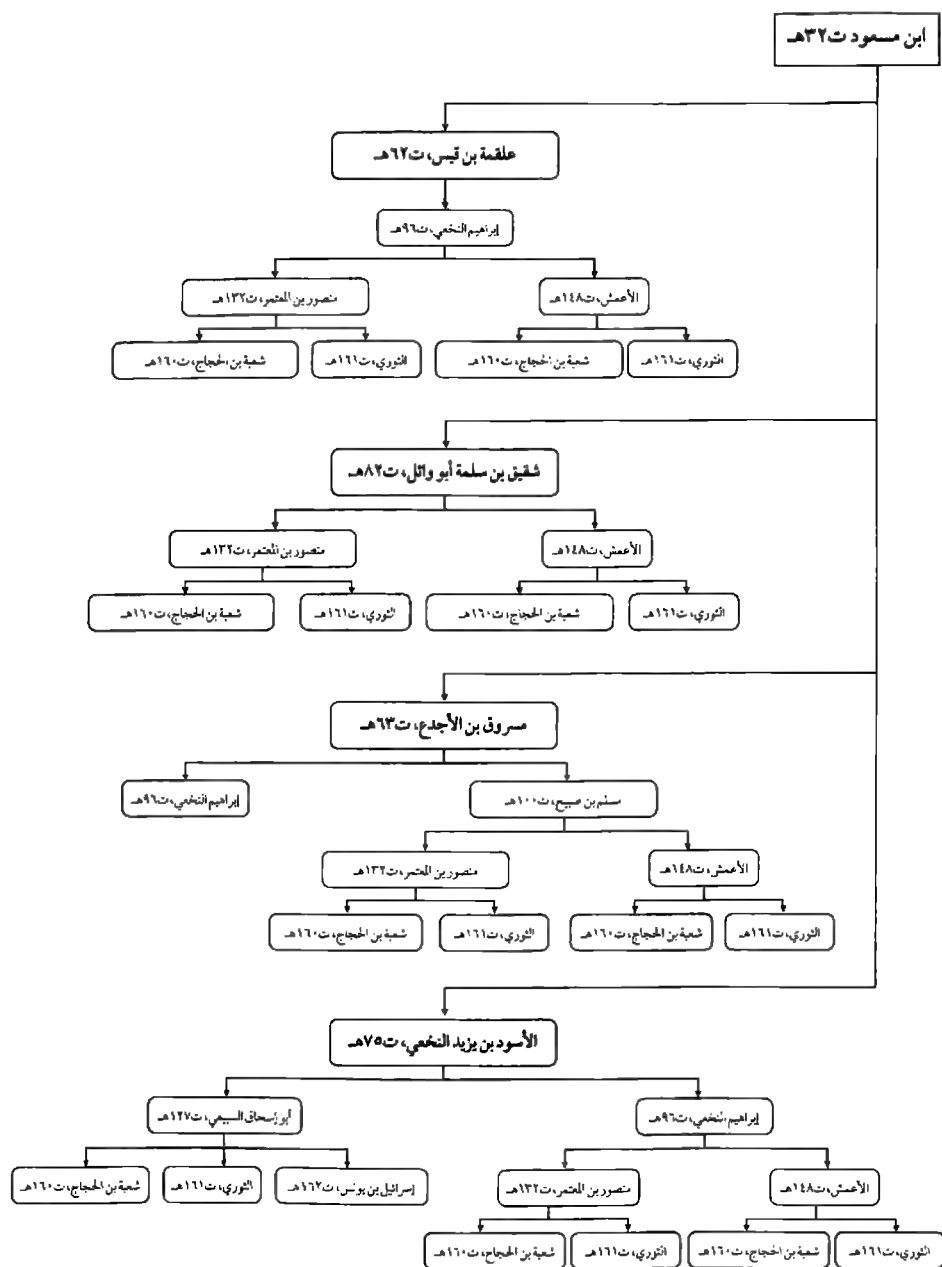 ابن مسعود ت٣٢هـ
علقمة بن قيس، ت٦٢هـ
إبراهيم النخعي، ت٩٦هـ
الأعمش، ت١٤٨هـ
منصور بن المعتمر، ت١٣٢هـ
الثوري، ت١٦١هـ
شعبة بن الحجاج، ت١٦٠هـ
الثوري، ت١٦١هـ
شعبة بن الحجاج، ت١٦٠هـ
شقيق بن سلمة أبو وائل، ت٨٢هـ
الأعمش، ت١٤٨هـ
منصور بن المعتمر، ت١٣٢هـ
الثوري، ت١٦١هـ
شعبة بن الحجاج، ت١٦٠هـ
الثوري، ت١٦١هـ
شعبة بن الحجاج، ت١٦٠هـ
مسروق بن الأجدع، ت٦٣هـ
مسلم بن صبيح، ت١٠٠هـ
إبراهيم النخعي، ت٩٦هـ
الأعمش، ت١٤٨هـ
منصور بن المعتمر، ت١٣٢هـ
الثوري، ت١٦١هـ
شعبة بن الحجاج، ت١٦٠هـ
الثوري، ت١٦١هـ
شعبة بن الحجاج، ت١٦٠هـ
الأسود بن يزيد النخعي، ت٧٥هـ
إبراهيم النخعي، ت٩٦هـ
أبو إسحاق السبيعي، ت١٢٧هـ
الأعمش، ت١٤٨هـ
منصور بن المعتمر، ت١٣٢هـ
إسرائيل بن يونس، ت١٦٢هـ
الثوري، ت١٦١هـ
شعبة بن الحجاج، ت١٦٠هـ
الثوري، ت١٦١هـ
شعبة بن الحجاج، ت١٦٠هـ
الثوري، ت١٦١هـ
شعبة بن الحجاج، ت١٦٠هـ